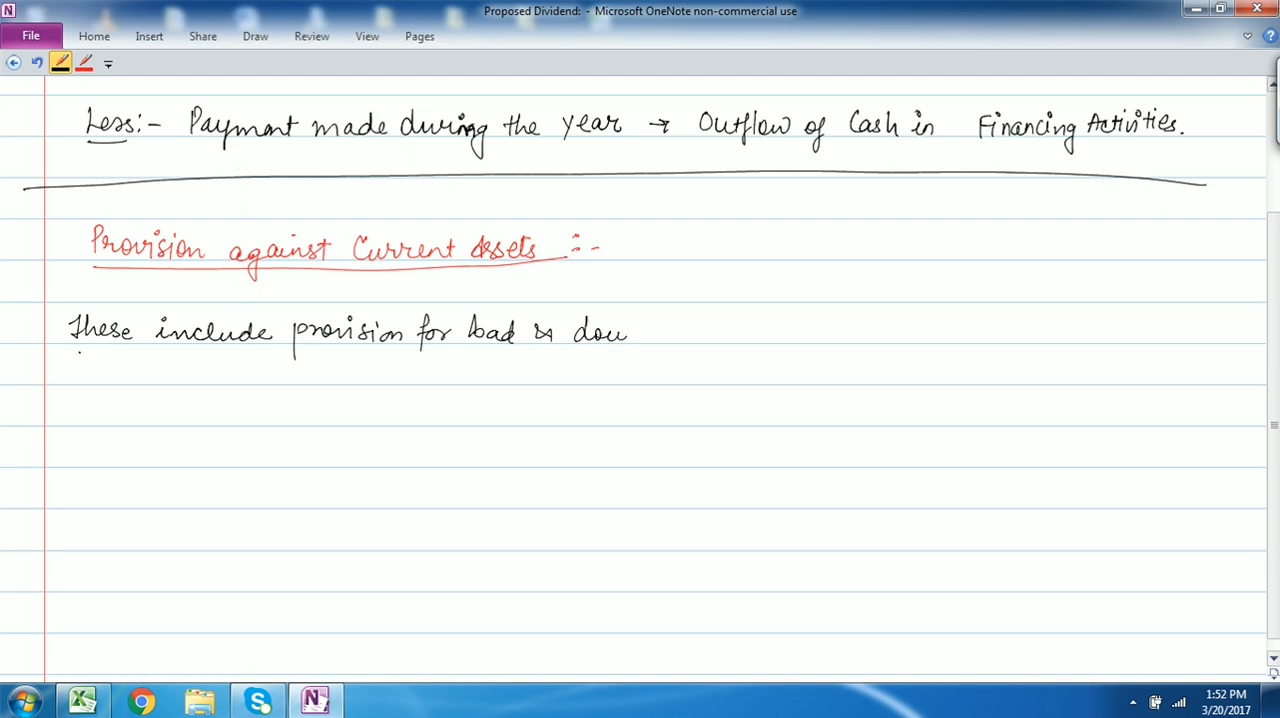 Proposed Dividend: - Microsoft OneNote non-commercial use
File Home Insert Share Draw Review View Pages
Less:- Payment made during the year → Outflow of Cash in Financing Activities.
Provision against Current Assets :-
These include provision for bad & dou
1:52 PM
3/20/2017